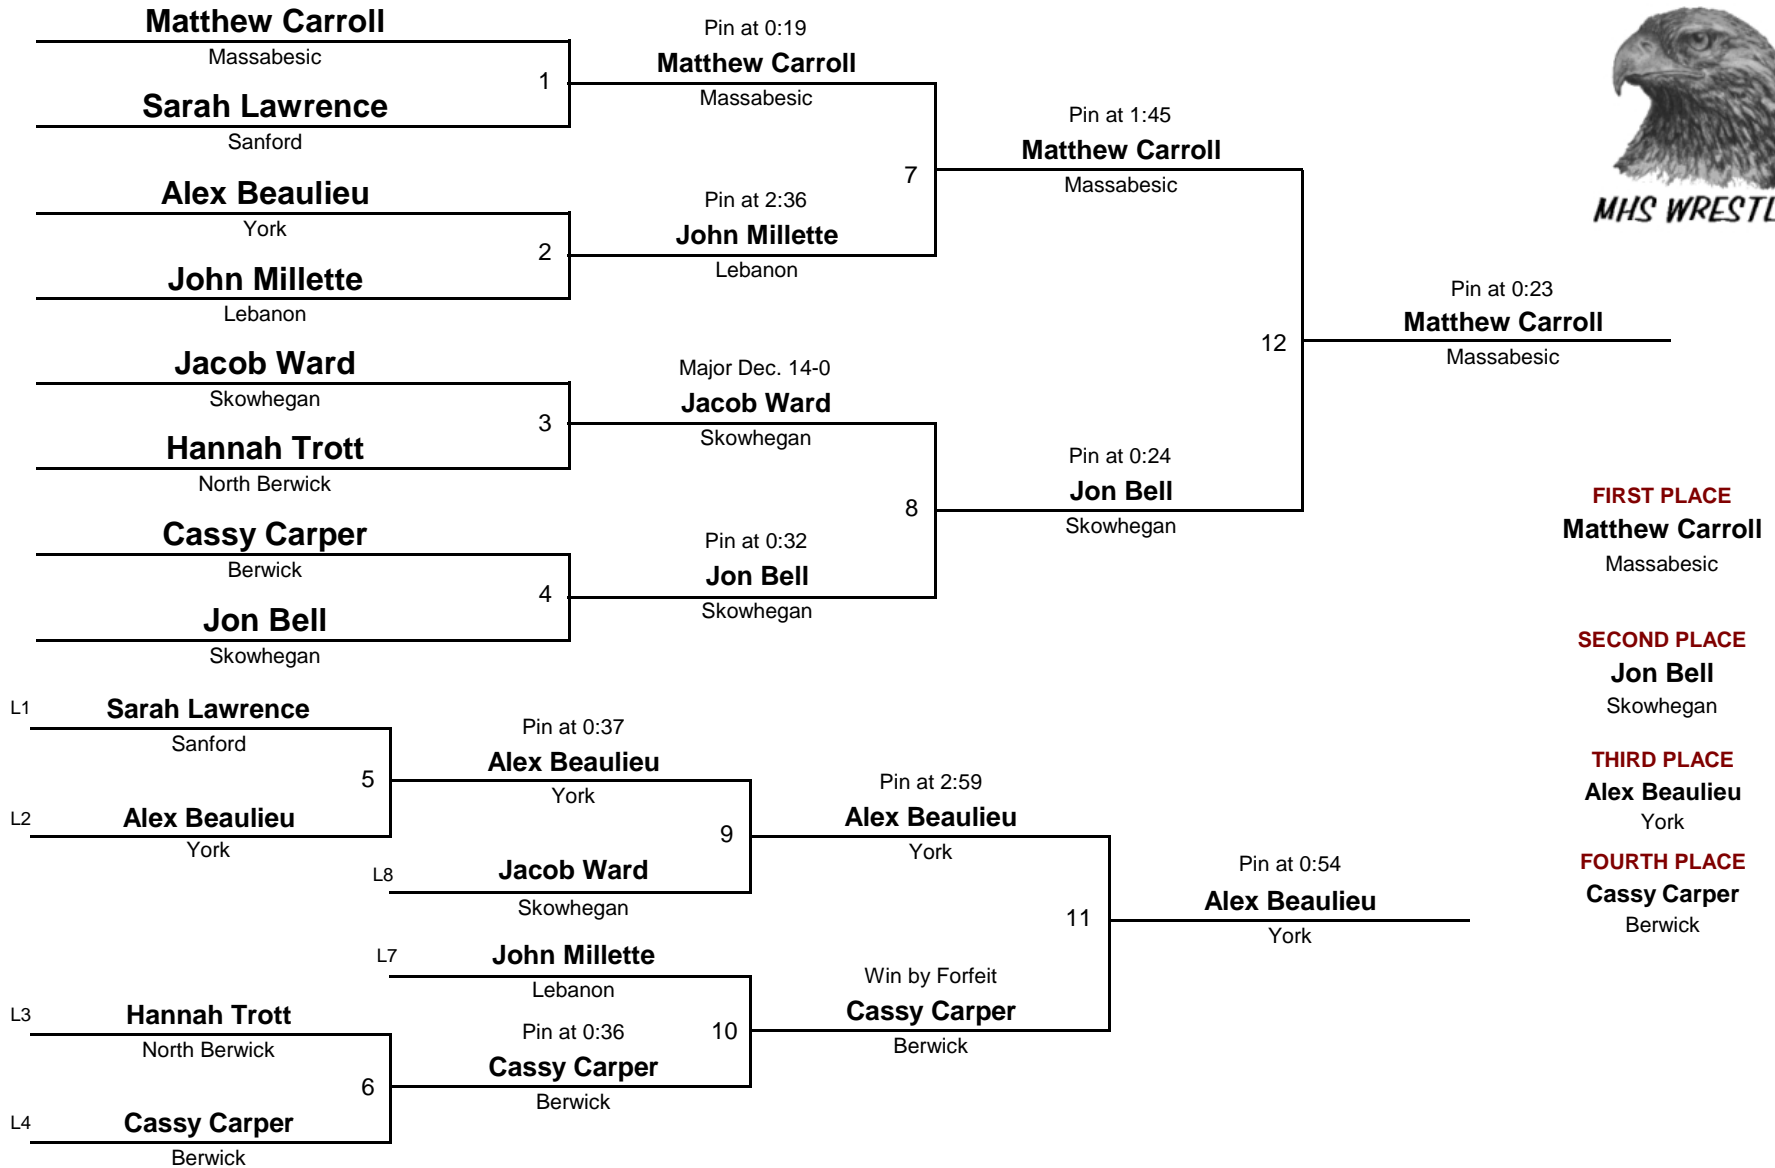 Matthew Carroll
Massabesic
1
Sarah Lawrence
Sanford
Alex Beaulieu
York
2
John Millette
Lebanon
Jacob Ward
Skowhegan
3
Hannah Trott
North Berwick
Cassy Carper
Berwick
4
Jon Bell
Skowhegan
Pin at 0:19
Matthew Carroll
Massabesic
7
Pin at 2:36
John Millette
Lebanon
Major Dec. 14-0
Jacob Ward
Skowhegan
8
Pin at 0:32
Jon Bell
Skowhegan
Pin at 1:45
Matthew Carroll
Massabesic
12
Pin at 0:24
Jon Bell
Skowhegan
Pin at 0:23
Matthew Carroll
Massabesic
MHS WRESTL
FIRST PLACE
Matthew Carroll
Massabesic
SECOND PLACE
Jon Bell
Skowhegan
THIRD PLACE
Alex Beaulieu
York
FOURTH PLACE
Cassy Carper
Berwick
L1
Sarah Lawrence
Sanford
5
L2
Alex Beaulieu
York
Pin at 0:37
Alex Beaulieu
York
9
L8
Jacob Ward
Skowhegan
L7
John Millette
Lebanon
10
L3
Hannah Trott
North Berwick
6
L4
Cassy Carper
Berwick
Pin at 0:36
Cassy Carper
Berwick
Pin at 2:59
Alex Beaulieu
York
11
Win by Forfeit
Cassy Carper
Berwick
Pin at 0:54
Alex Beaulieu
York